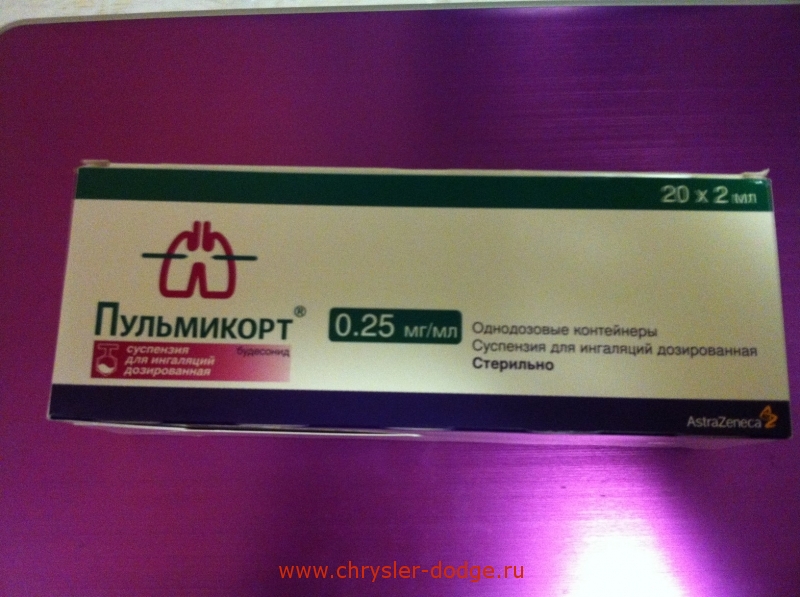 20 x 2 мл
Пульмикорт®
суспензия
для ингаляций
дозированная
будесонид
0.25 мг/мл
Однодозовые контейнеры
Суспензия для ингаляций дозированная
Стерильно
AstraZeneca
www.chrysler-dodge.ru